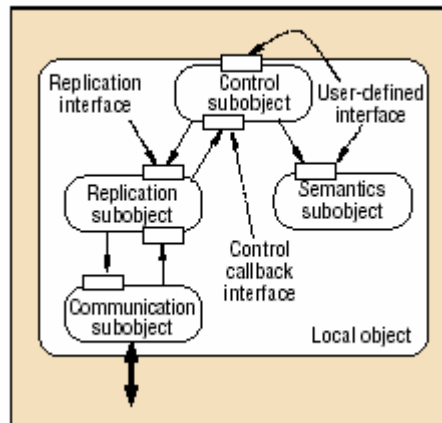 Replication
interface
Control
subobject
User-defined
interface
Replication
subobject
Semantics
subobject
Control
callback
interface
Communication
subobject
Local object